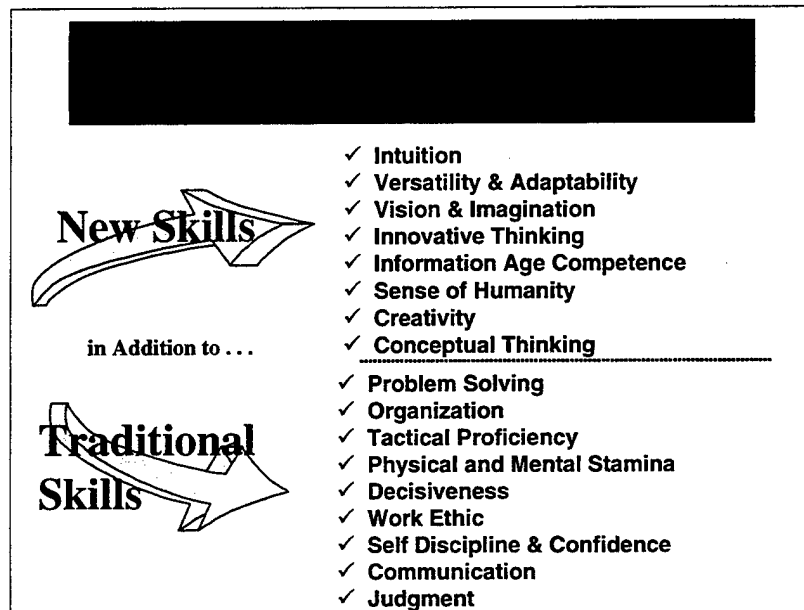 New Skills
✓ Intuition
✓ Versatility & Adaptability
✓ Vision & Imagination
✓ Innovative Thinking
✓ Information Age Competence
✓ Sense of Humanity
✓ Creativity
✓ Conceptual Thinking
in Addition to . . .
Traditional
Skills
✓ Problem Solving
✓ Organization
✓ Tactical Proficiency
✓ Physical and Mental Stamina
✓ Decisiveness
✓ Work Ethic
✓ Self Discipline & Confidence
✓ Communication
✓ Judgment